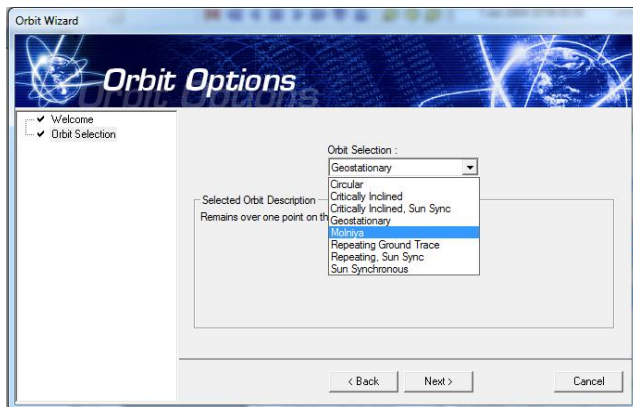 Orbit Wizard
Orbit Options
Welcome
Orbit Selection
Orbit Selection :
Geostationary
Circular
Critically Inclined
Critically Inclined, Sun Sync
Geostationary
Molniya
Repeating Ground Trace
Repeating, Sun Sync
Sun Synchronous
Selected Orbit Description
Remains over one point on th
< Back
Next >
Cancel